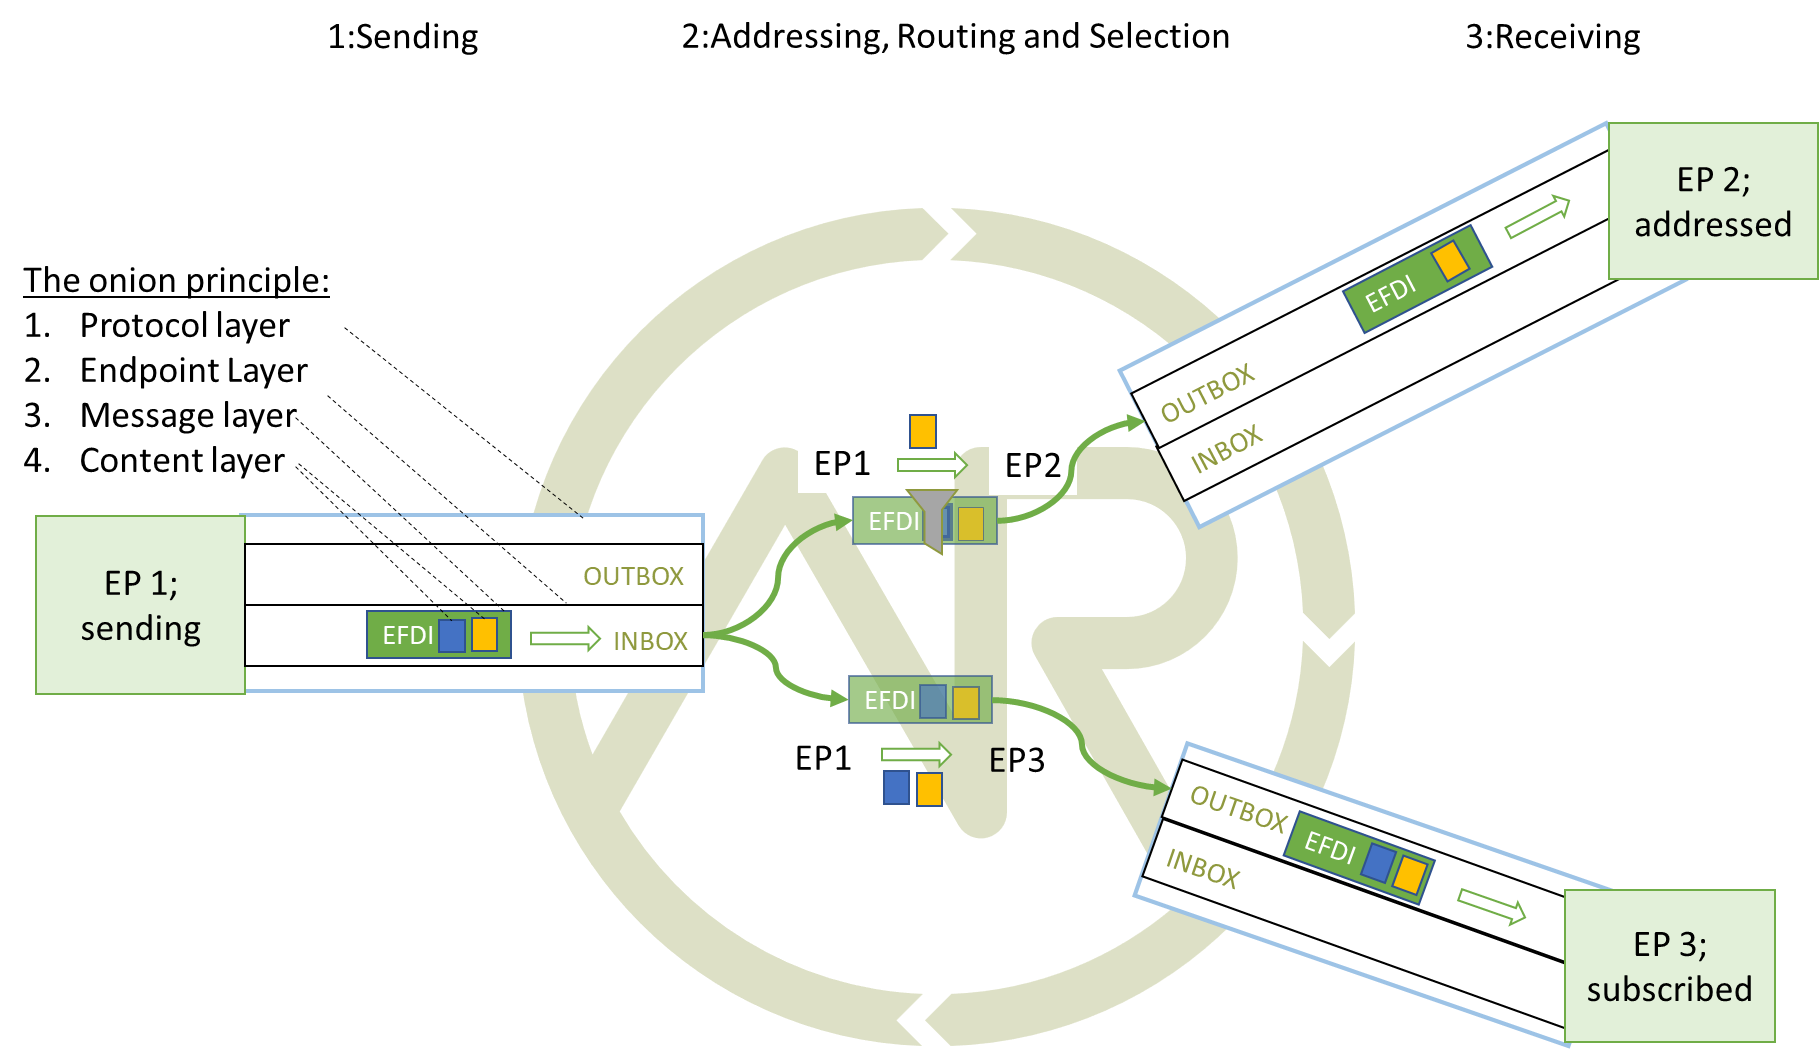 1:Sending
2:Addressing, Routing and Selection
3:Receiving
EP 2;
addressed
The onion principle:
1. Protocol layer
2. Endpoint Layer
3. Message layer
4. Content layer
EFDI
OUTBOX
INBOX
EP1
EP2
EFDI
EP 1;
sending
OUTBOX
EFDI
INBOX
EFDI
EP1
EP3
OUTBOX
EFDI
INBOX
EP 3;
subscribed